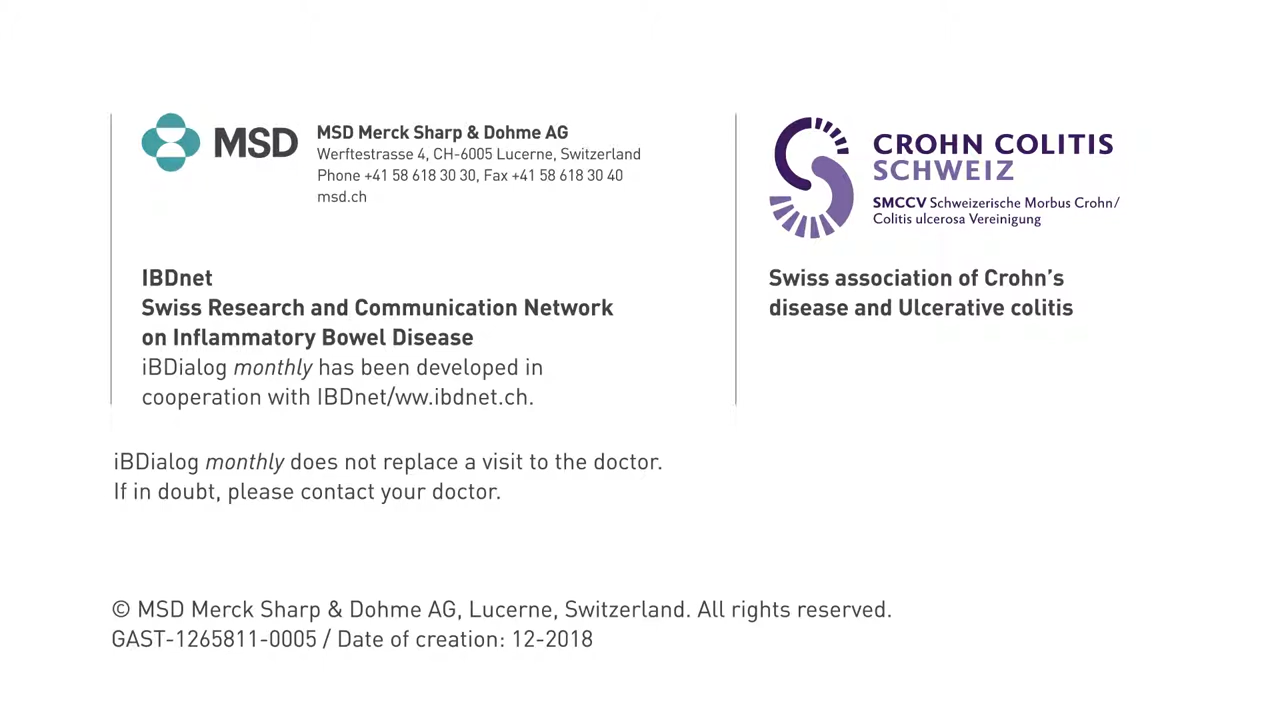 MSD
MSD Merck Sharp & Dohme AG
Werftestrasse 4, CH-6005 Lucerne, Switzerland
Phone +41 58 618 30 30, Fax +41 58 618 30 40
msd.ch
IBDnet
Swiss Research and Communication Network
on Inflammatory Bowel Disease
iBDialog monthly has been developed in
cooperation with IBDnet/ww.ibdnet.ch.
CROHN COLITIS
SCHWEIZ
SMCCV Schweizerische Morbus Crohn/
Colitis ulcerosa Vereinigung
Swiss association of Crohn's
disease and Ulcerative colitis
iBDialog monthly does not replace a visit to the doctor.
If in doubt, please contact your doctor.
© MSD Merck Sharp & Dohme AG, Lucerne, Switzerland. All rights reserved.
GAST-1265811-0005 / Date of creation: 12-2018